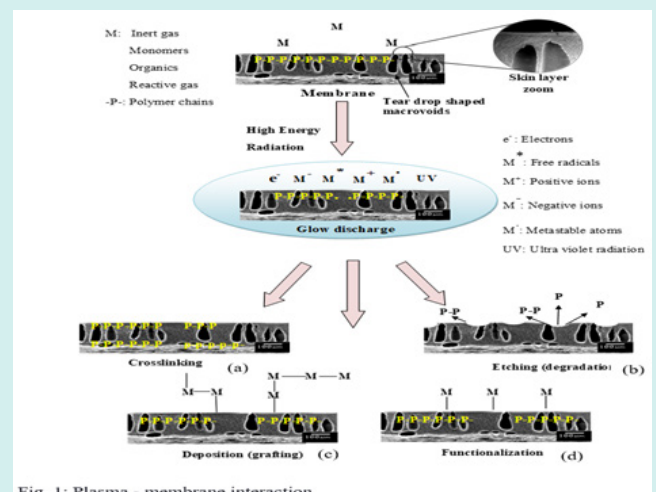 M: Inert gas
Monomers
Organics
Reactive gas
-P-: Polymer chains
M
M
M
P-P-P-P-P-P-P-P-P-P-P
Membrane
Skin layer
zoom
Tear drop shaped
macrovoids
High Energy
Radiation
e⁻ M⁻ M* M⁺ M• UV
P-P-P-P-P. .P-P-P-P-P.
Glow discharge
e⁻: Electrons
M*: Free radicals
M⁺: Positive ions
M⁻: Negative ions
M·: Metastable atoms
UV: Ultra violet radiation
P-P-P-P-P-P P-P-P
Crosslinking
(a)
P-P
P-P
P
P
Etching (degradation
(b)
M—M
M—M—M
M
P-P-P-P-P-P P-P-P-P-P
Deposition (grafting)
(c)
M
M
M
P-P-P-P-P-P P-P-P-P
Functionalization
(d)
Fig. 1: Plasma - membrane interaction